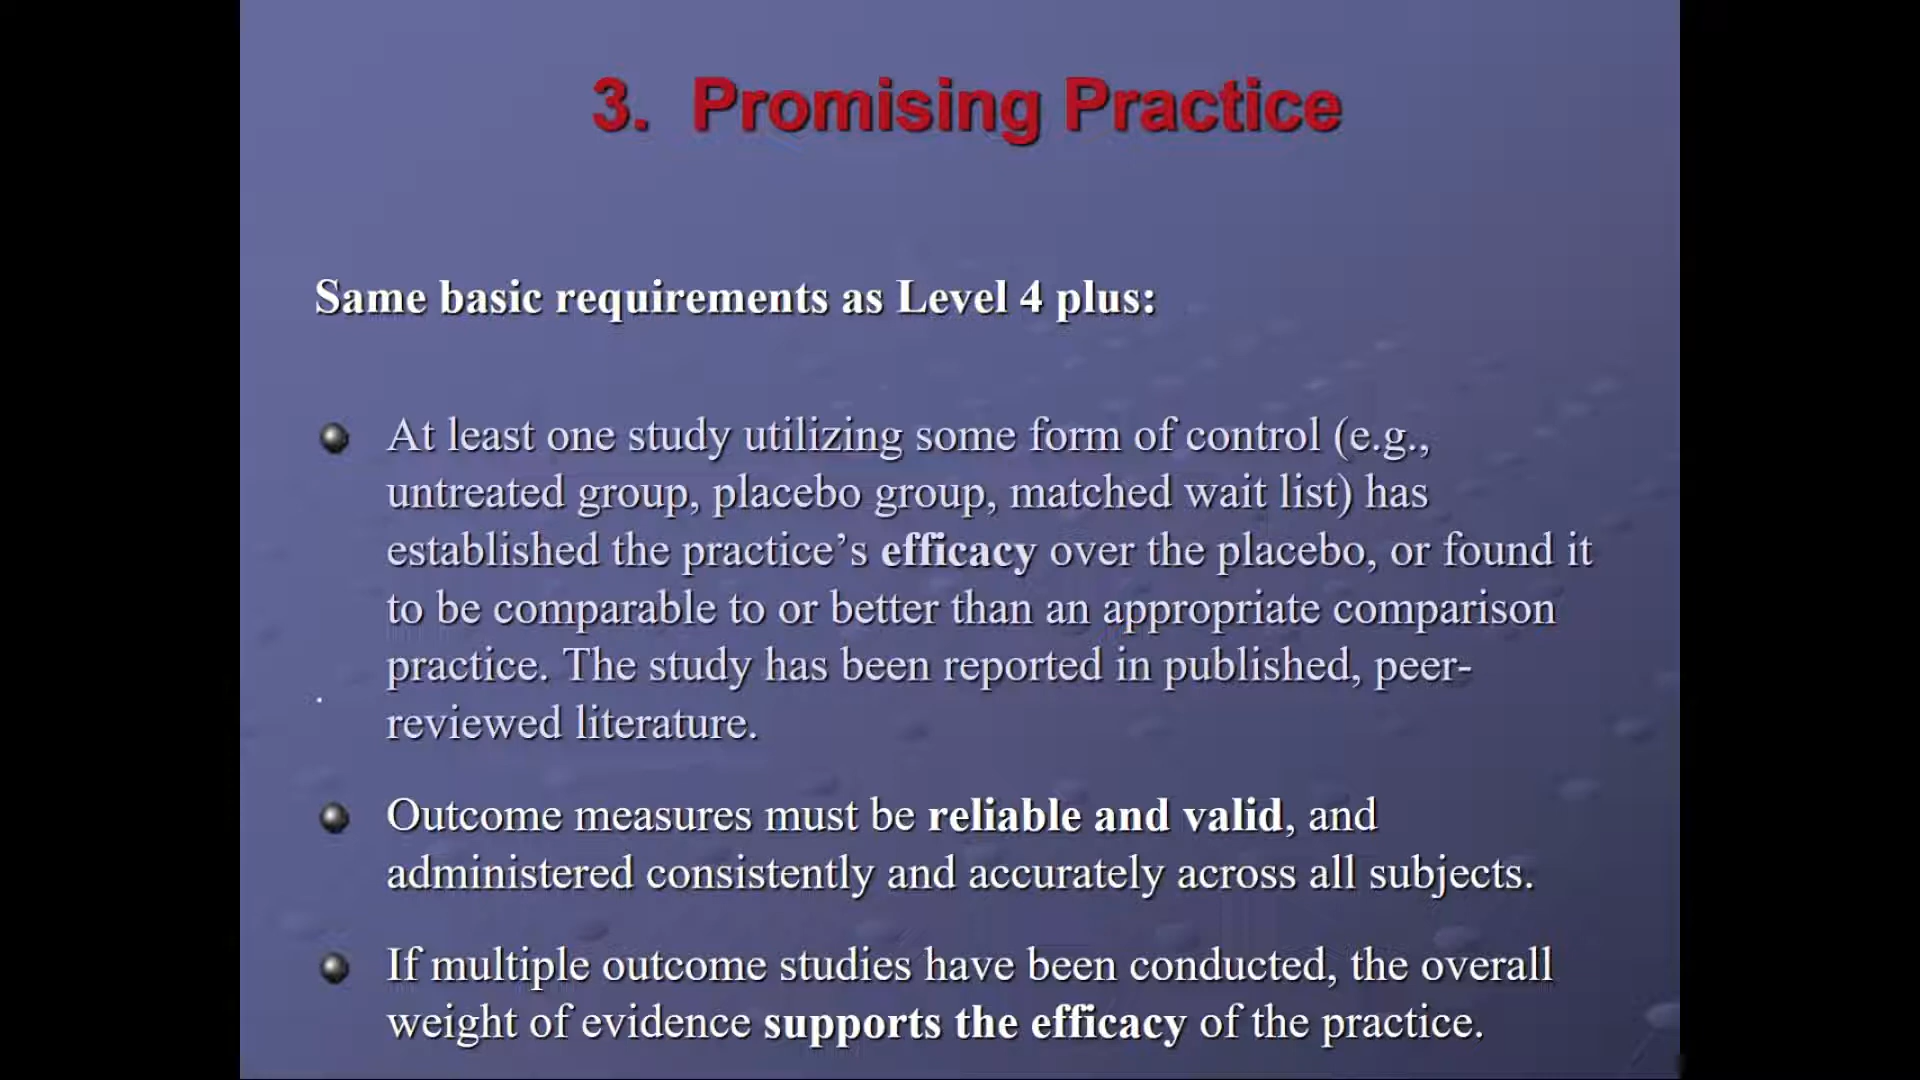 3. Promising Practice
Same basic requirements as Level 4 plus:
At least one study utilizing some form of control (e.g.,
untreated group, placebo group, matched wait list) has
established the practice’s efficacy over the placebo, or found it
to be comparable to or better than an appropriate comparison
practice. The study has been reported in published, peer-
reviewed literature.
Outcome measures must be reliable and valid, and
administered consistently and accurately across all subjects.
If multiple outcome studies have been conducted, the overall
weight of evidence supports the efficacy of the practice.